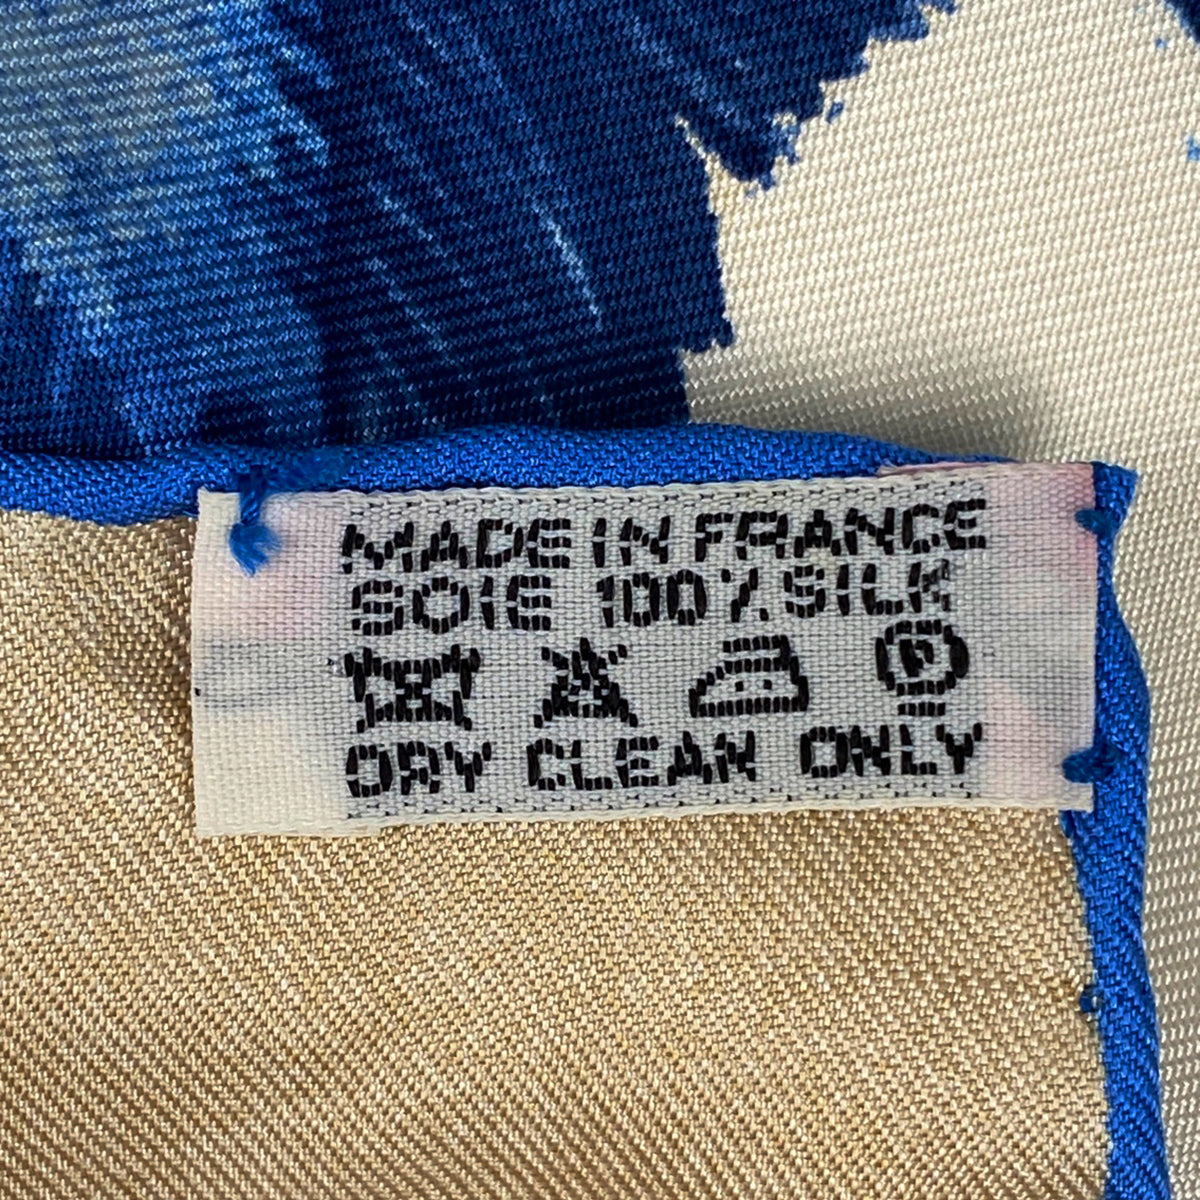 MADE IN FRANCE
SOIE 100% SILK
P
DRY CLEAN ONLY